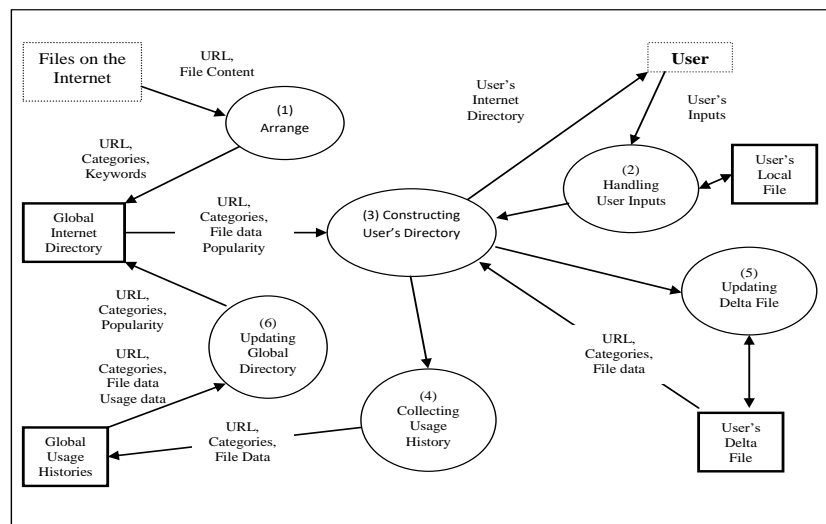 Files on the
Internet
URL,
File Content
(1)
Arrange
URL,
Categories,
Keywords
Global
Internet
Directory
URL,
Categories,
File data
Popularity
(3) Constructing
User's Directory
User's
Internet
Directory
User
User's
Inputs
(2)
Handling
User Inputs
User's
Local
File
(5)
Updating
Delta File
URL,
Categories,
File data
User's
Delta
File
URL,
Categories,
Popularity
(6)
Updating
Global
Directory
URL,
Categories,
File data
Usage data
(4)
Collecting
Usage
History
URL,
Categories,
File Data
Global
Usage
Histories